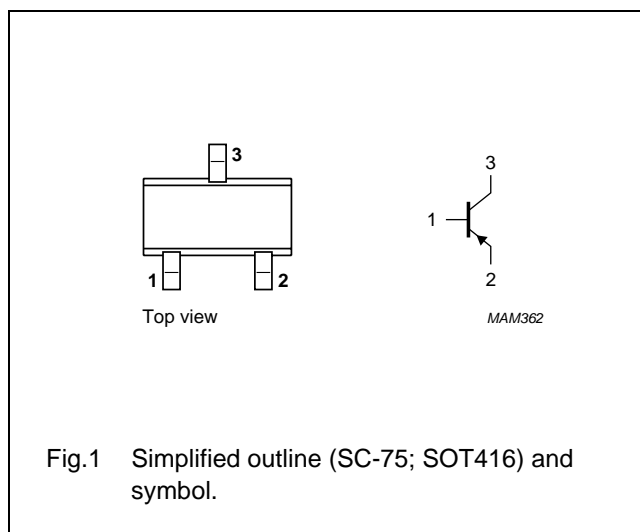 3
3
1
1
2
2
Top view
MAM362
Fig.1 Simplified outline (SC-75; SOT416) and
symbol.